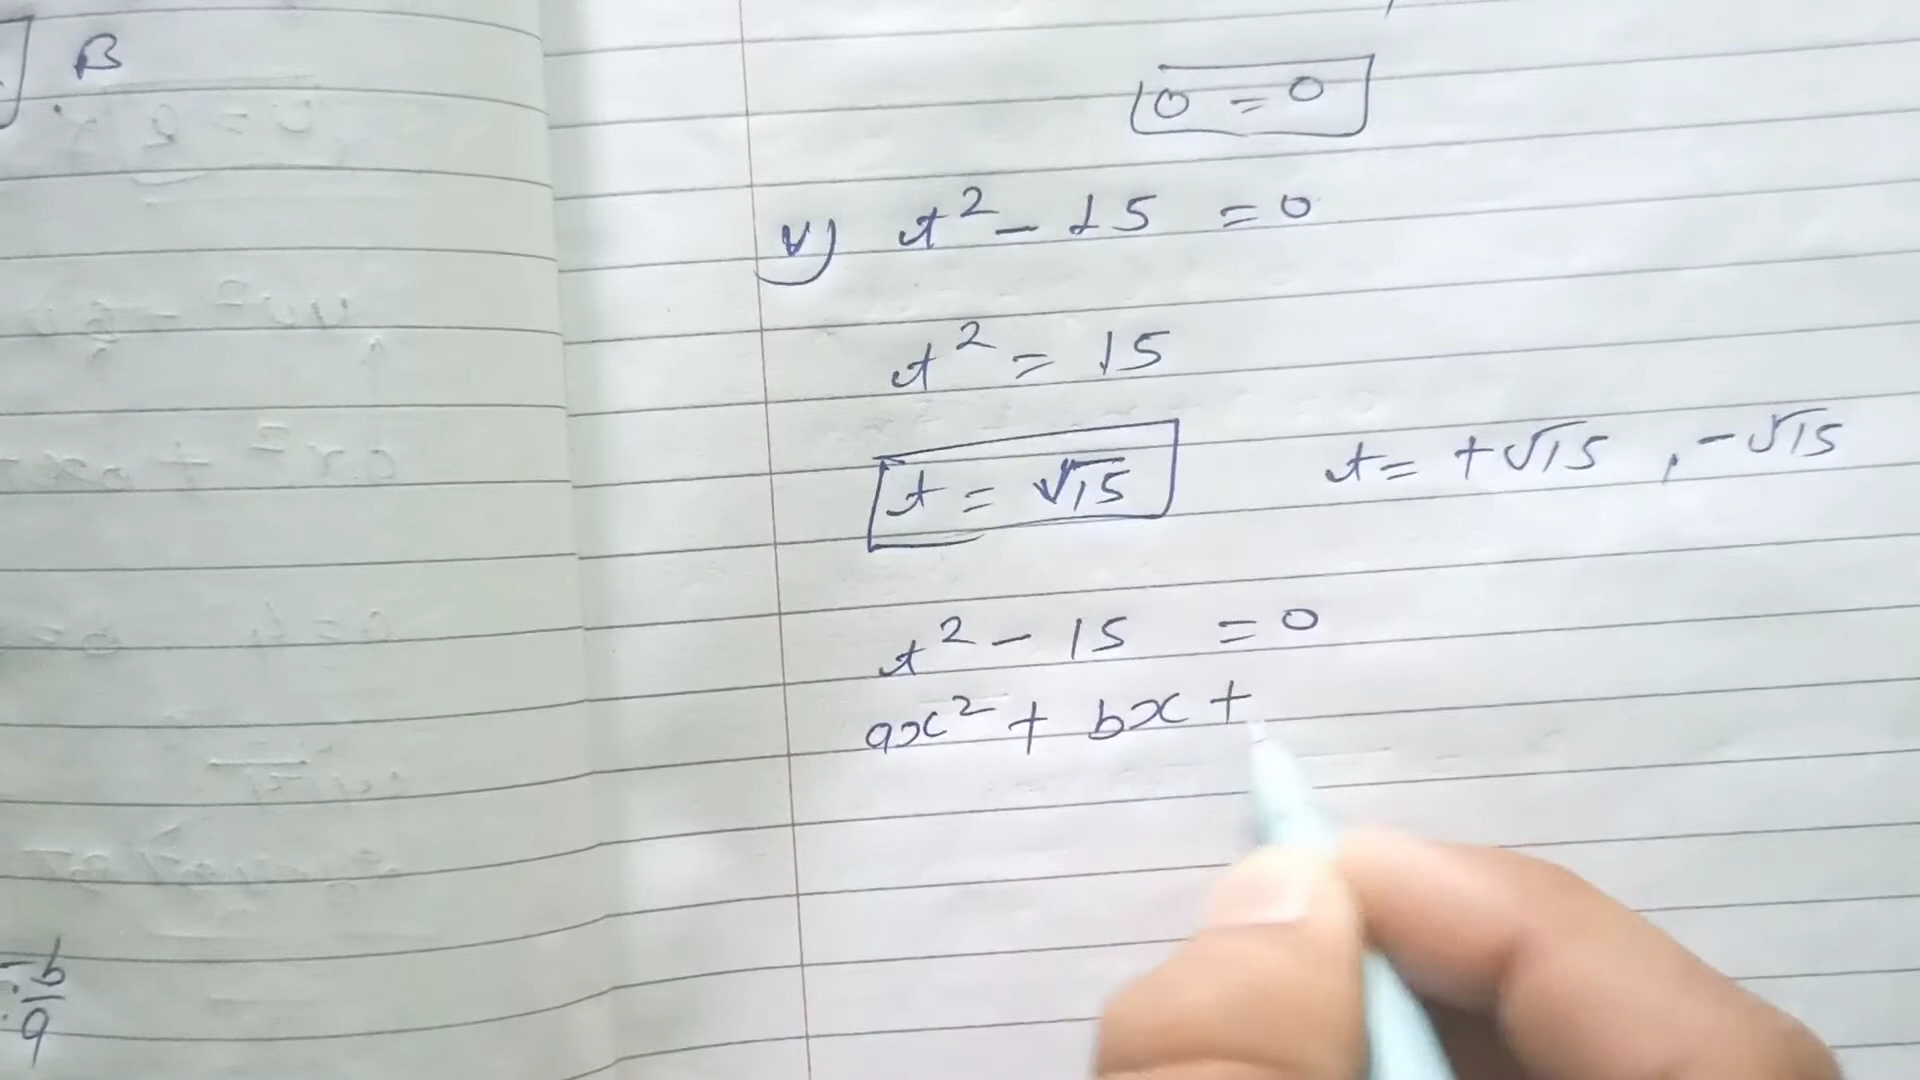 B
-b
a
0 = 0
v) t² - 15 = 0
t² = 15
t = √15 t = +√15 , -√15
t² - 15 = 0
ax² + bx +